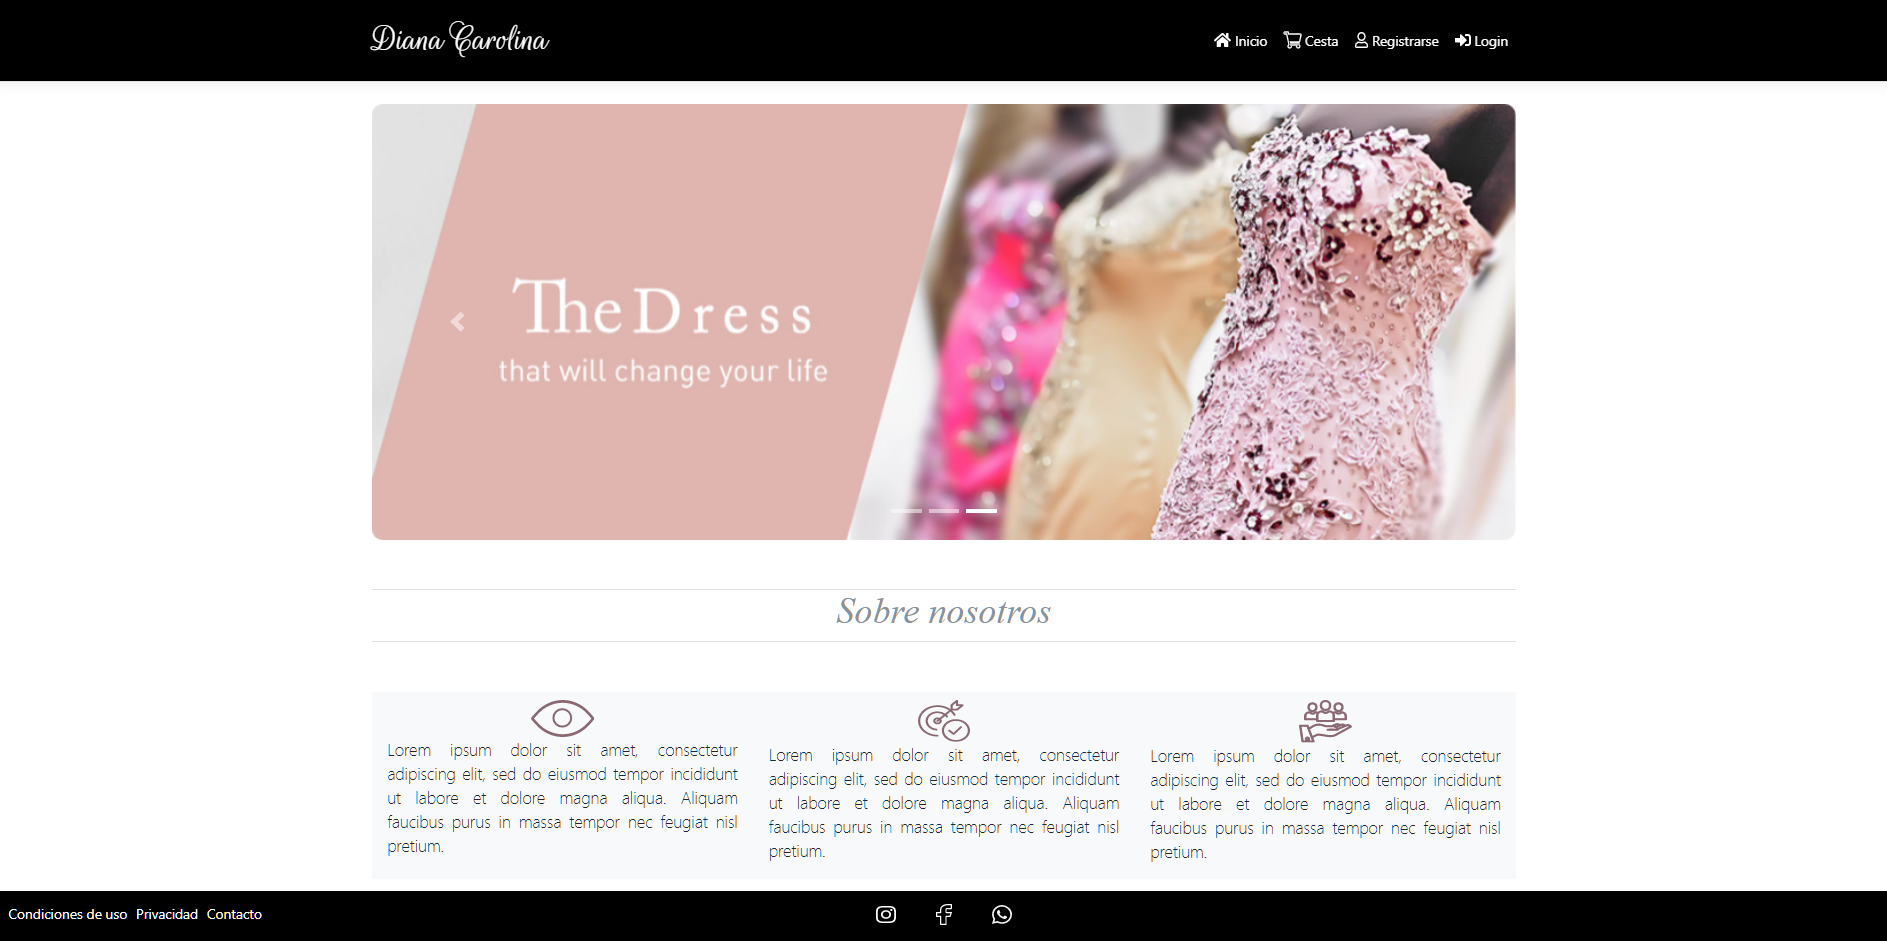 Diana Carolina
Inicio Cesta Registrarse Login
The Dress
that will change your life
Sobre nosotros
Lorem ipsum dolor sit amet, consectetur
adipiscing elit, sed do eiusmod tempor incididunt
ut labore et dolore magna aliqua. Aliquam
faucibus purus in massa tempor nec feugiat nisl
pretium.
Lorem ipsum dolor sit amet, consectetur
adipiscing elit, sed do eiusmod tempor incididunt
ut labore et dolore magna aliqua. Aliquam
faucibus purus in massa tempor nec feugiat nisl
pretium.
Lorem ipsum dolor sit amet, consectetur
adipiscing elit, sed do eiusmod tempor incididunt
ut labore et dolore magna aliqua. Aliquam
faucibus purus in massa tempor nec feugiat nisl
pretium.
Condiciones de uso Privacidad Contacto